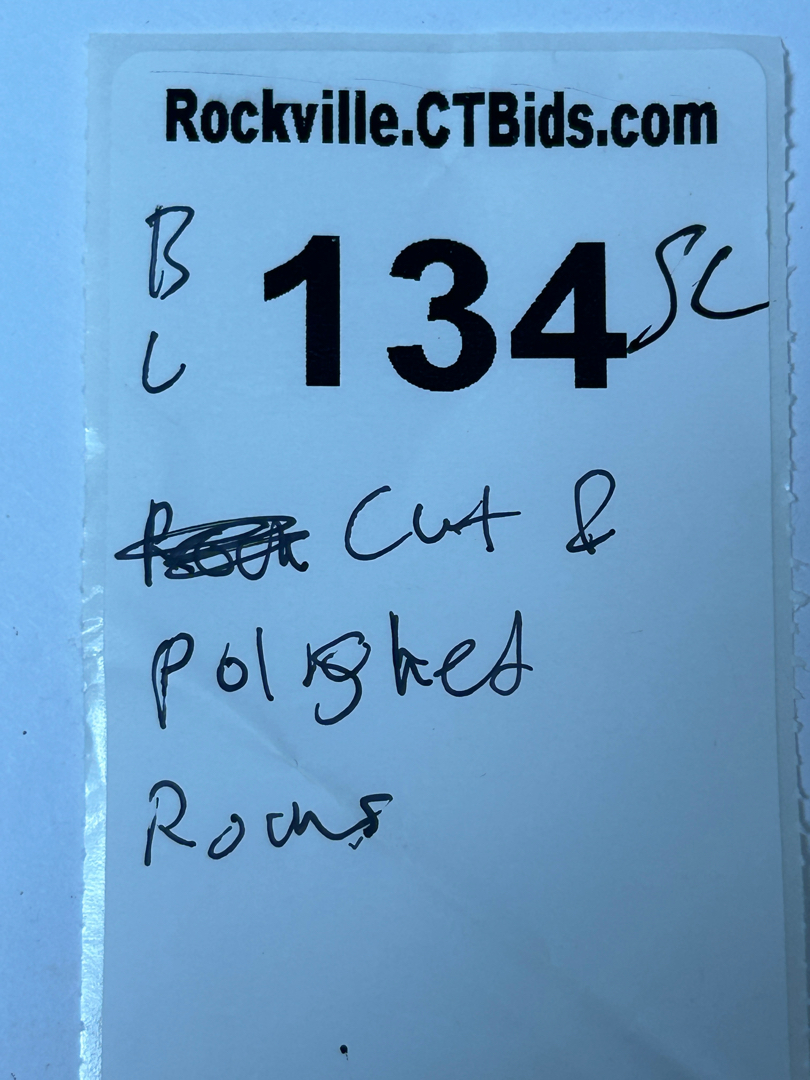 Rockville.CTBids.com
B 134 SC
L
Cut &
Polished
Rocks